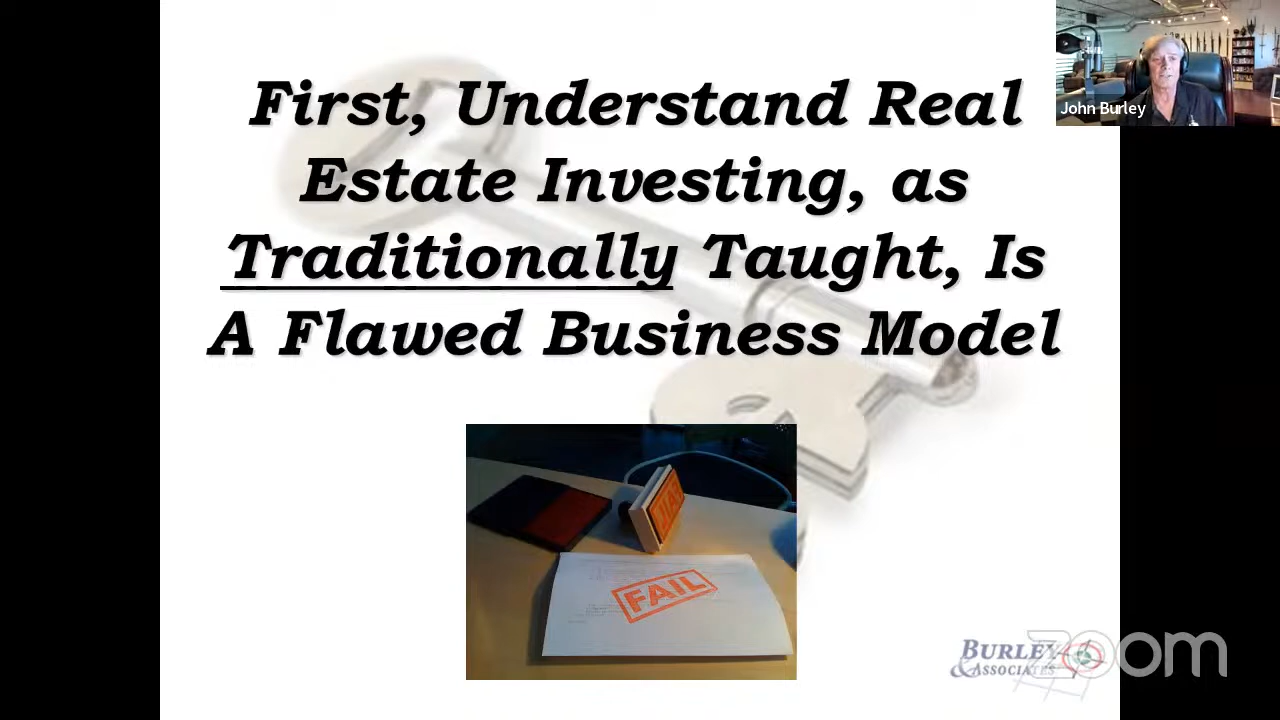 First, Understand Real
Estate Investing, as
Traditionally Taught, Is
A Flawed Business Model
John Burley
FAIL
BURLEY
& ASSOCIATES
zoom